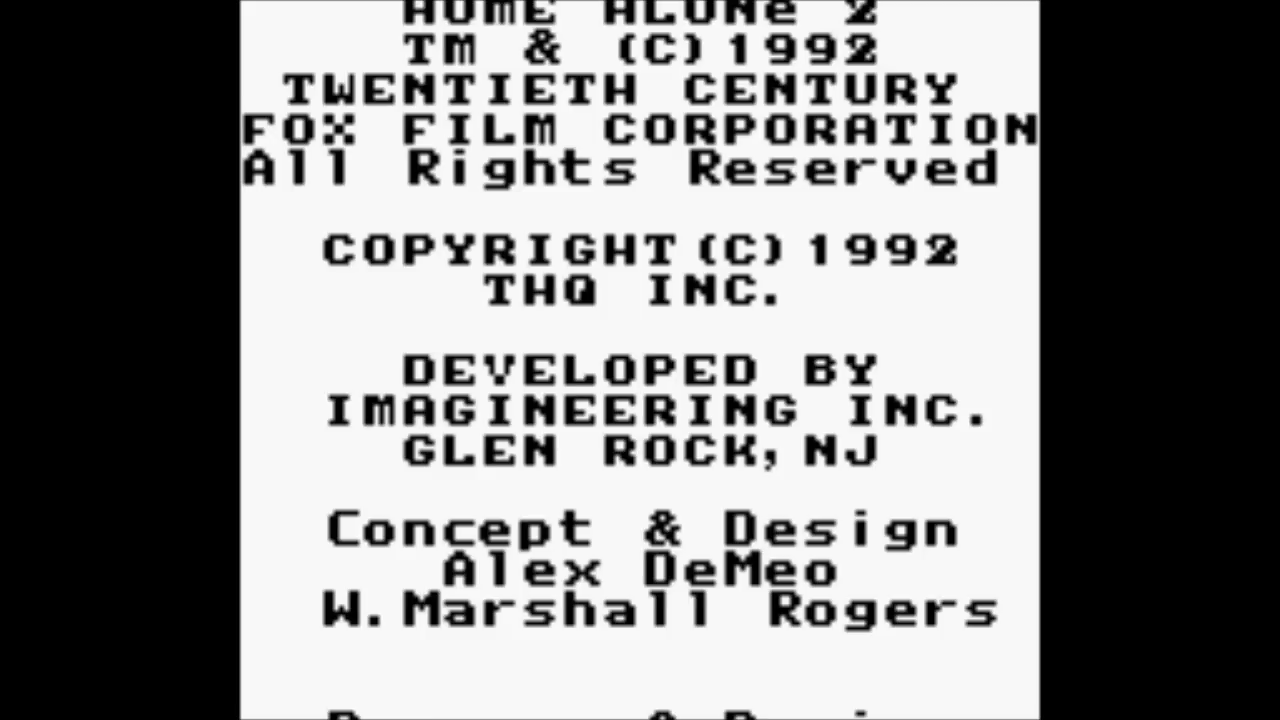 HOME ALONe 2
TM & (C)1992
TWENTIETH CENTURY
FOX FILM CORPORATION
All Rights Reserved
COPYRIGHT(C)1992
THQ INC.
DEVELOPED BY
IMAGINEERING INC.
GLEN ROCK,NJ
Concept & Design
Alex DeMeo
W.Marshall Rogers